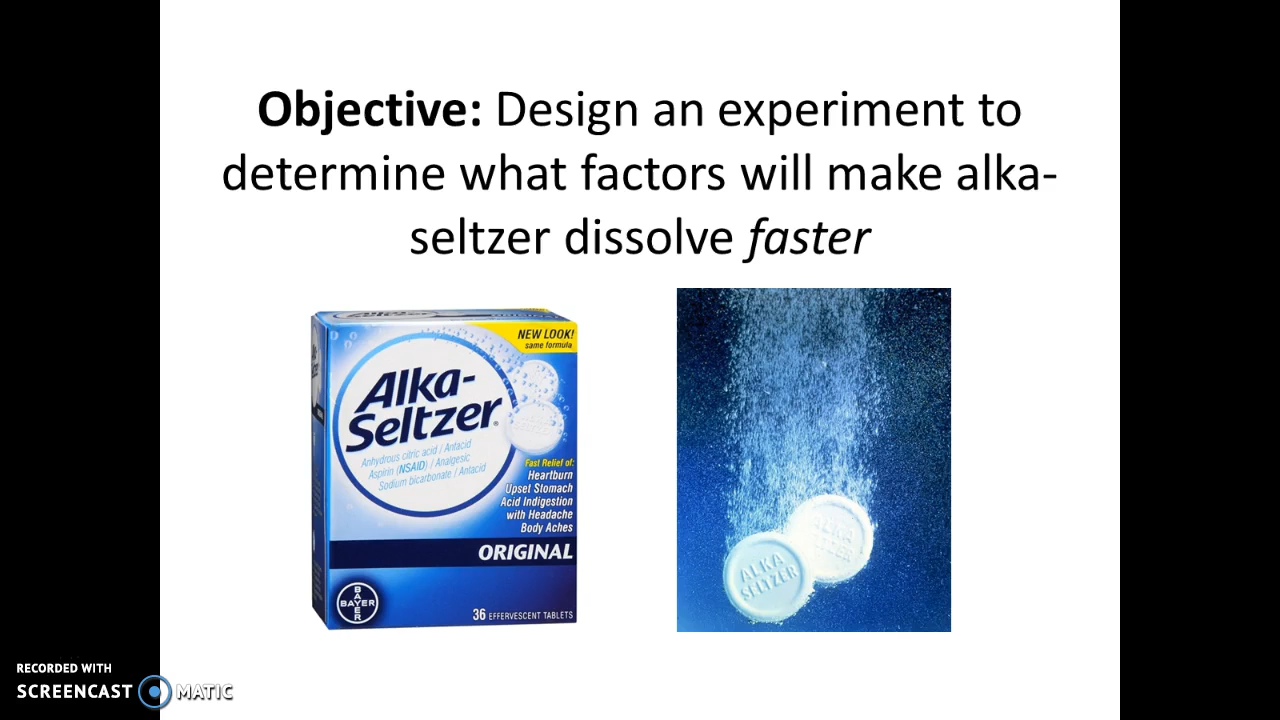 Objective: Design an experiment to
determine what factors will make alka-
seltzer dissolve faster
NEW LOOK!
same formula
Alka-
Seltzer
Anhydrous citric acid / Antacid
Aspirin (NSAID) / Analgesic
Sodium bicarbonate / Antacid
Fast Relief of:
Heartburn
Upset Stomach
Acid Indigestion
with Headache
Body Aches
ORIGINAL
BAYER
36 EFFERVESCENT TABLETS
ALKA
SELTZER
ALKA
SELTZER
RECORDED WITH
SCREENCAST MATIC